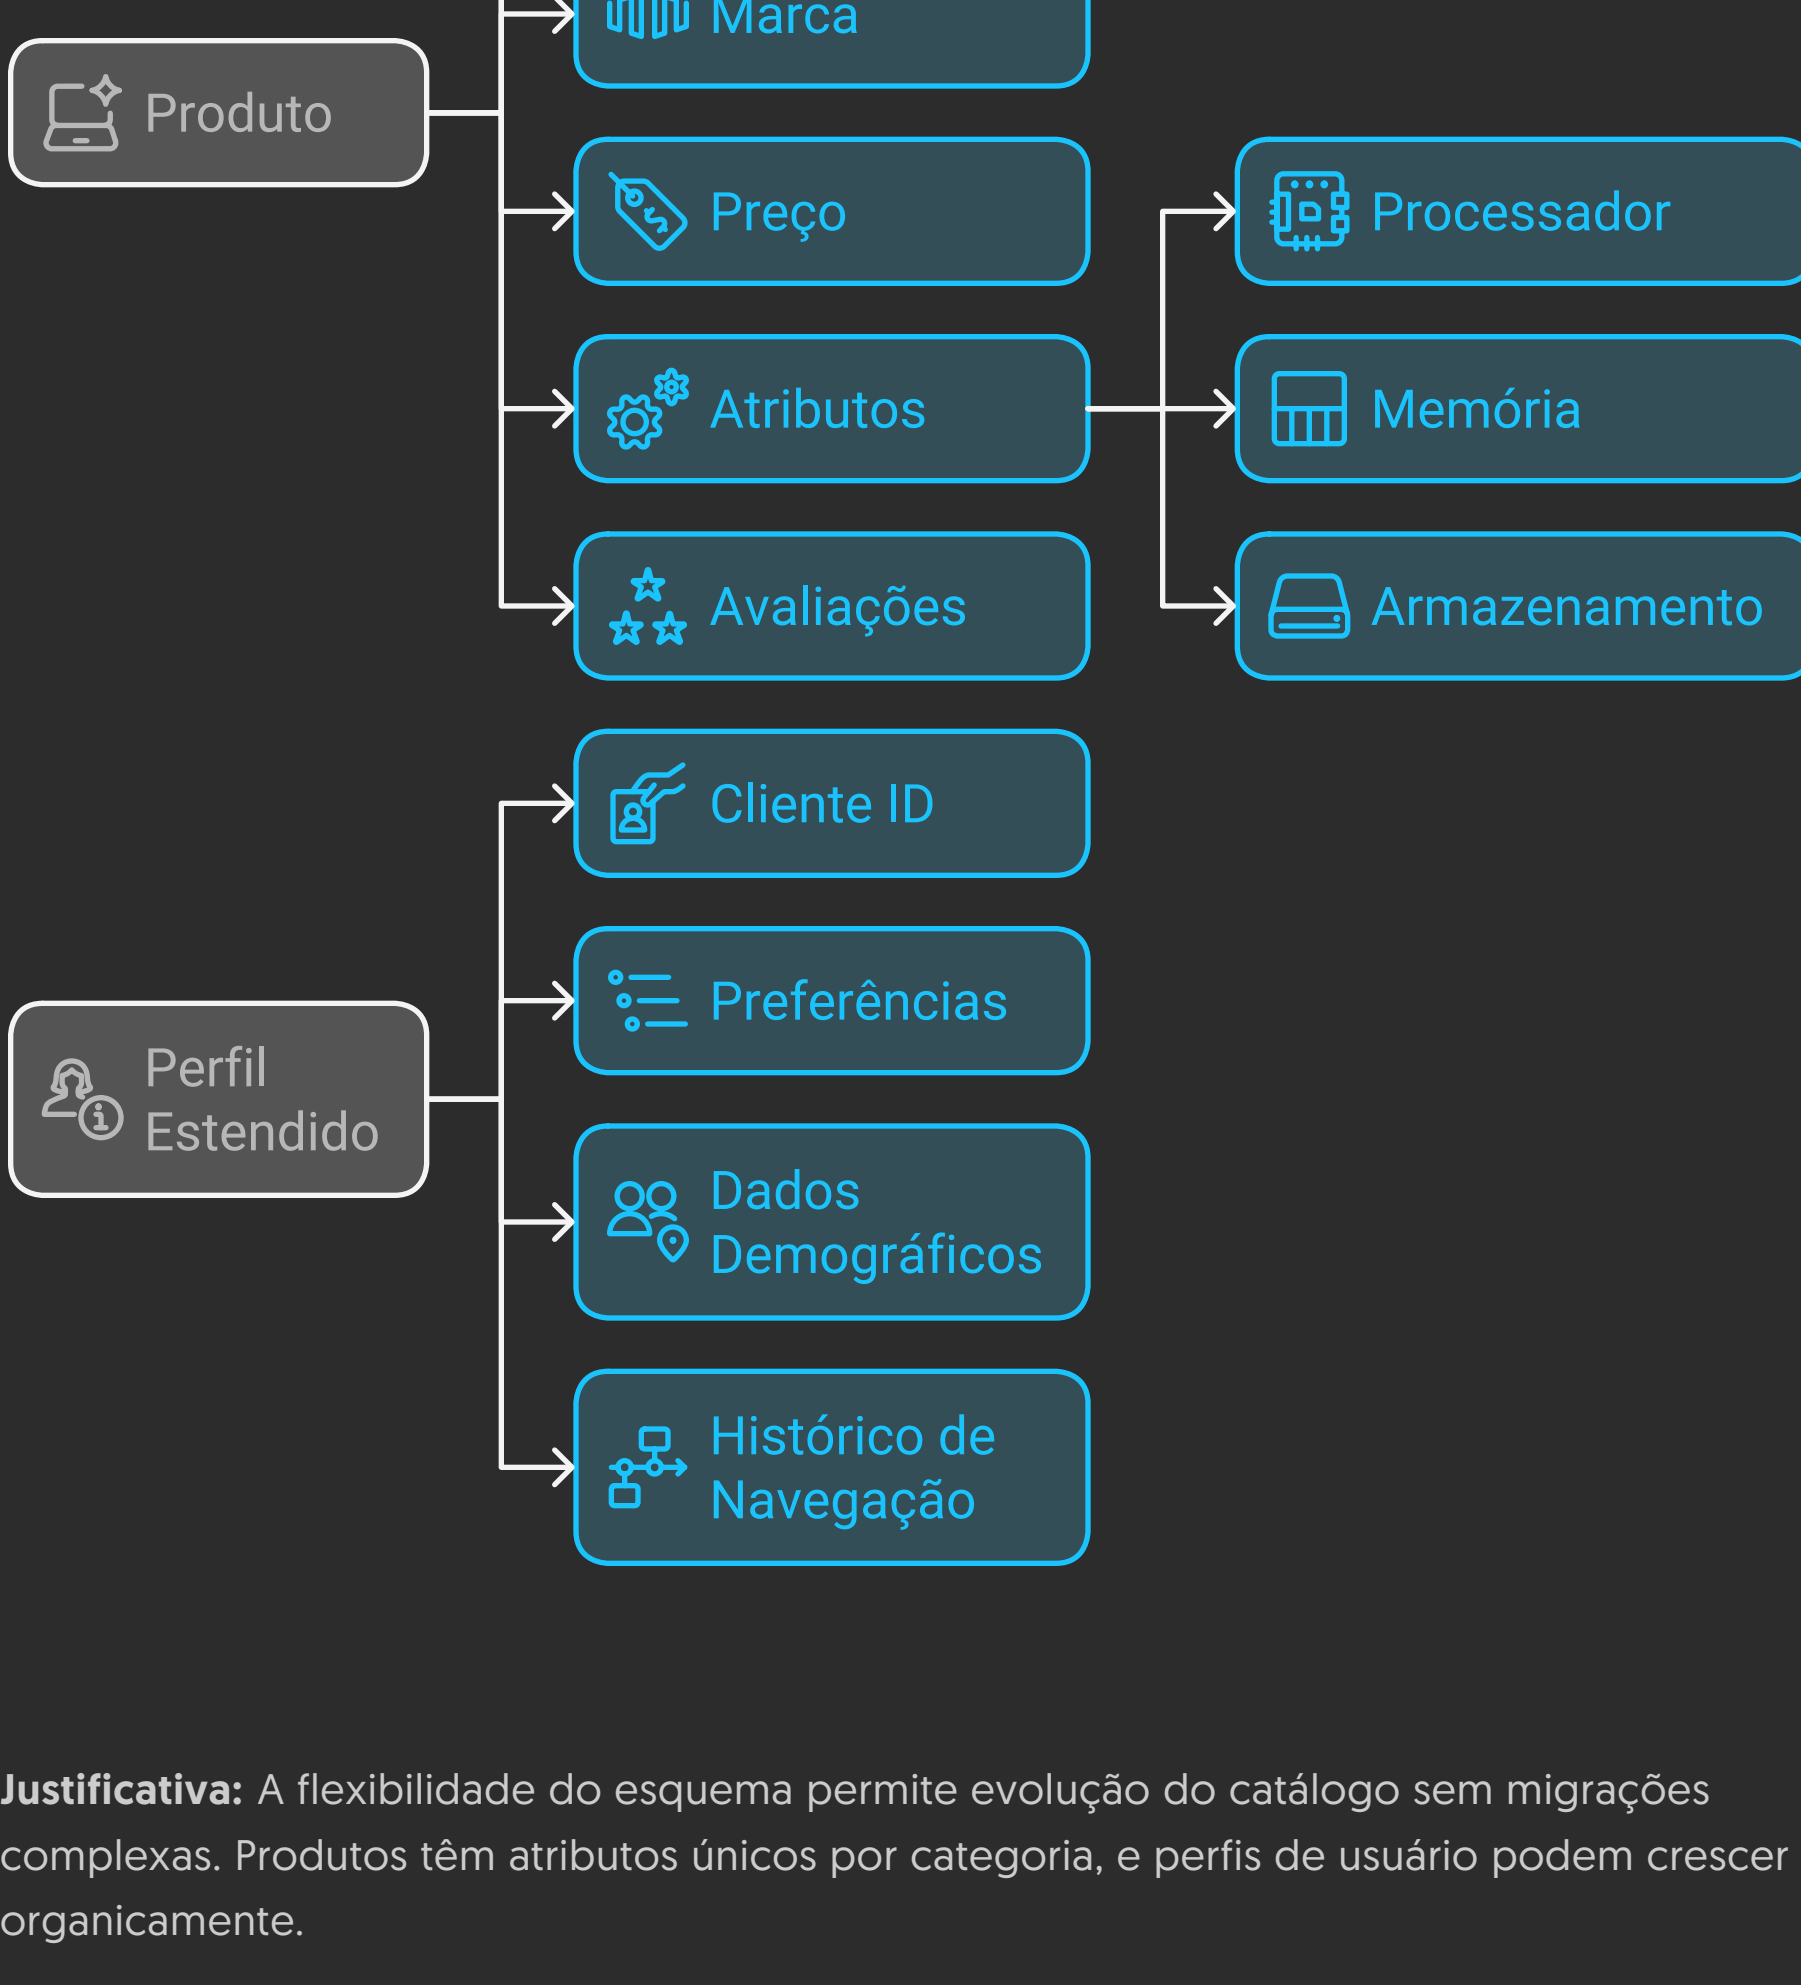 Marca
Produto
Preço
Processador
Atributos
Memória
Avaliações
Armazenamento
Cliente ID
Preferências
Perfil
Estendido
Dados
Demográficos
Histórico de
Navegação
Justificativa: A flexibilidade do esquema permite evolução do catálogo sem migrações
complexas. Produtos têm atributos únicos por categoria, e perfis de usuário podem crescer
organicamente.